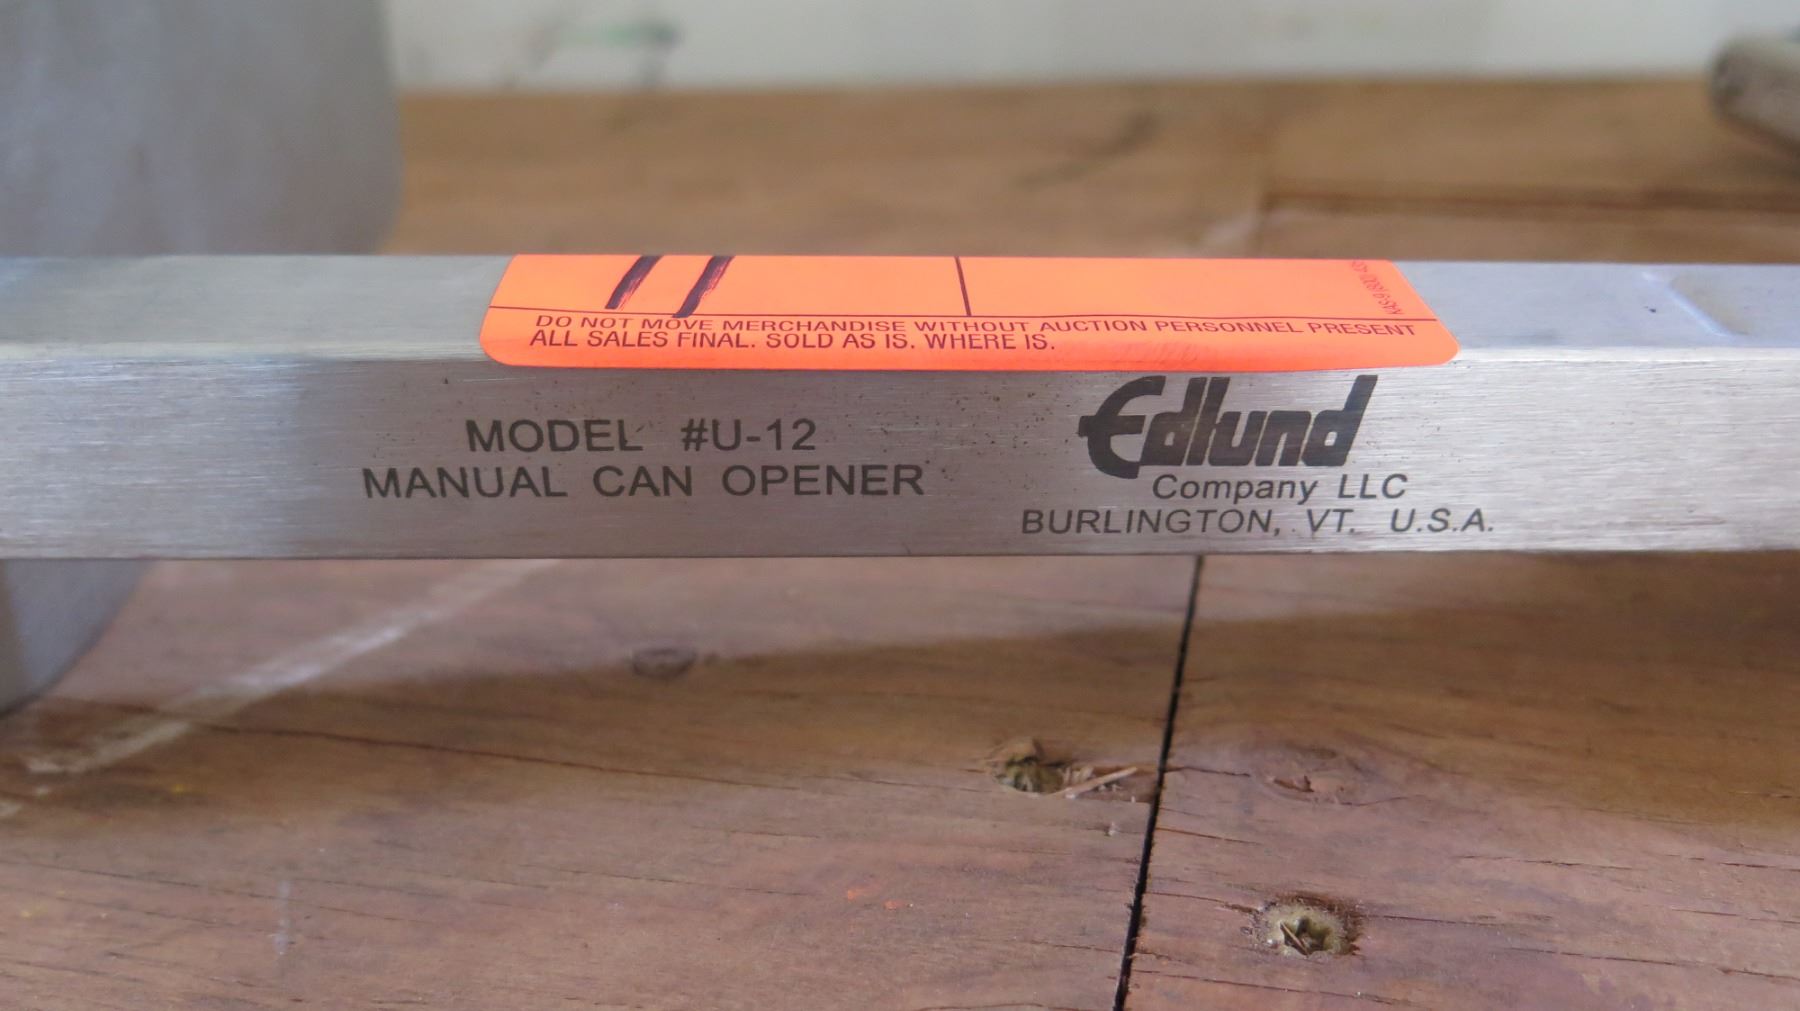 DO NOT MOVE MERCHANDISE WITHOUT AUCTION PERSONNEL PRESENT
ALL SALES FINAL. SOLD AS IS. WHERE IS.
MODEL #U-12
MANUAL CAN OPENER
Edlund
Company LLC
BURLINGTON, VT. U.S.A.